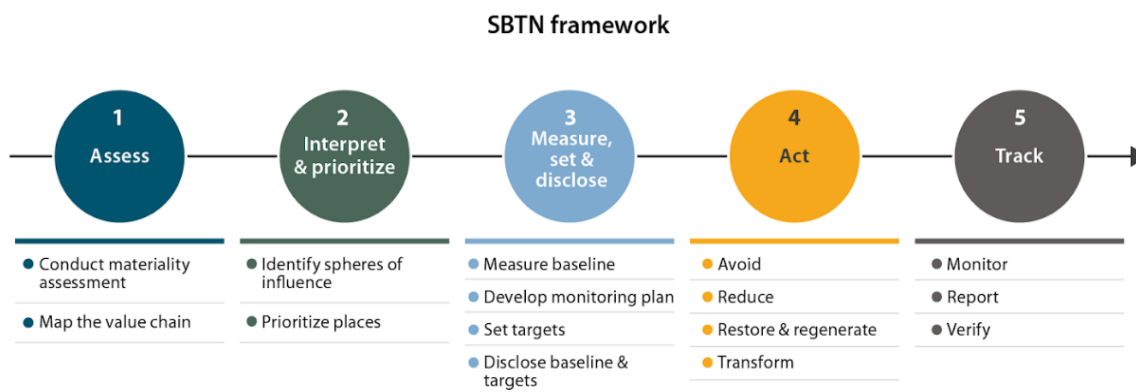 SBTN framework
1
Assess
2
Interpret
& prioritize
3
Measure,
set &
disclose
4
Act
5
Track
Conduct materiality
assessment
Map the value chain
Identify spheres of
influence
Prioritize places
Measure baseline
Develop monitoring plan
Set targets
Disclose baseline &
targets
Avoid
Reduce
Restore & regenerate
Transform
Monitor
Report
Verify